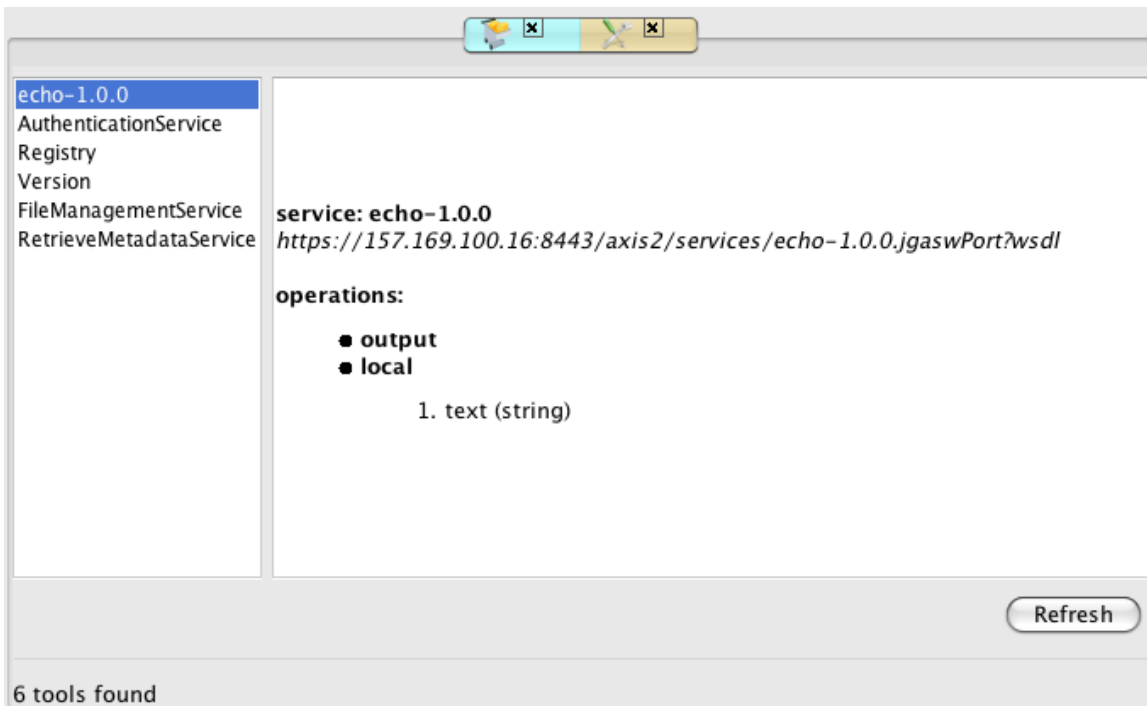 echo-1.0.0
AuthenticationService
Registry
Version
FileManagementService
RetrieveMetadataService
service: echo-1.0.0
https://157.169.100.16:8443/axis2/services/echo-1.0.0.jgaswPort?wsdl
operations:
● output
● local
1. text (string)
Refresh
6 tools found